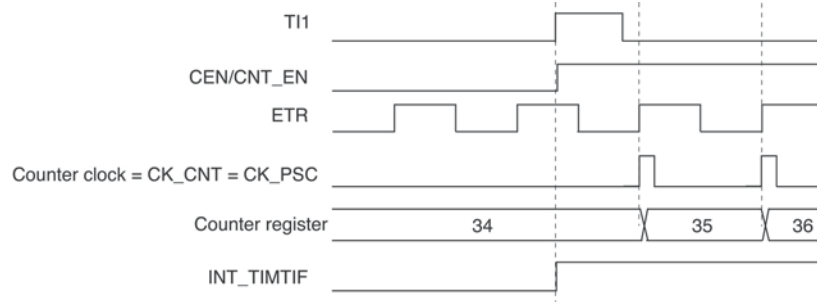 TI1
CEN/CNT_EN
ETR
Counter clock = CK_CNT = CK_PSC
Counter register 34 35 36
INT_TIMTIF